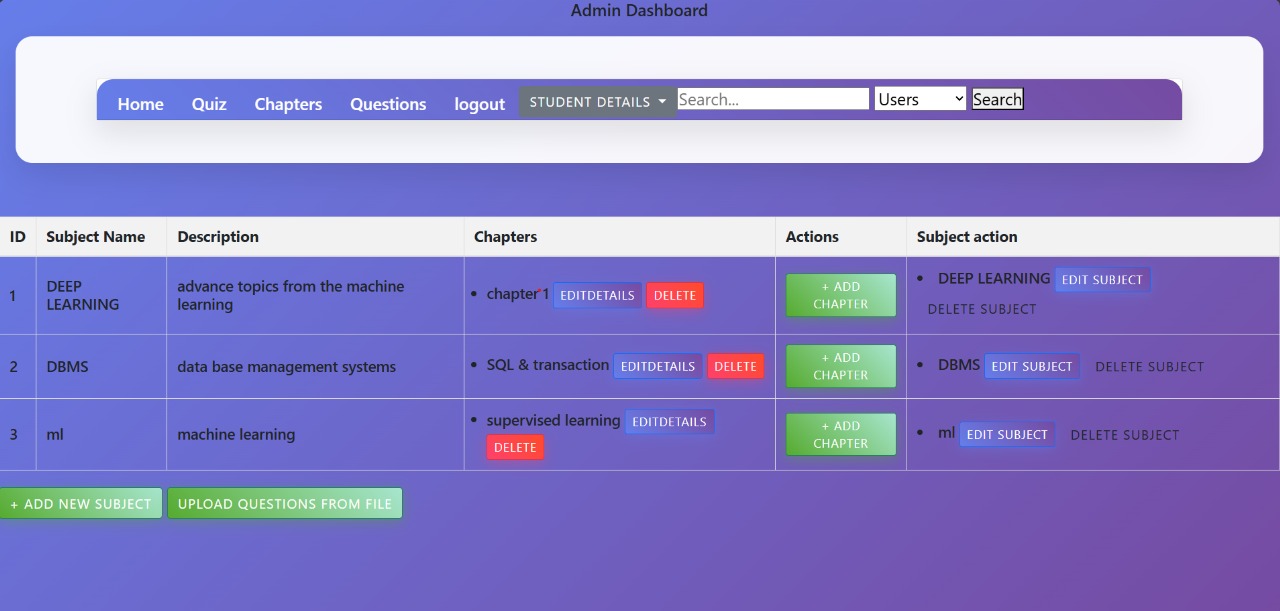 Admin Dashboard
Home Quiz Chapters Questions logout STUDENT DETAILS Search... Users Search
ID Subject Name Description Chapters Actions Subject action
1 DEEP LEARNING advance topics from the machine learning chapter 1 EDITDETAILS DELETE + ADD CHAPTER DEEP LEARNING EDIT SUBJECT DELETE SUBJECT
2 DBMS data base management systems SQL & transaction EDITDETAILS DELETE + ADD CHAPTER DBMS EDIT SUBJECT DELETE SUBJECT
3 ml machine learning supervised learning EDITDETAILS DELETE + ADD CHAPTER ml EDIT SUBJECT DELETE SUBJECT
+ ADD NEW SUBJECT UPLOAD QUESTIONS FROM FILE